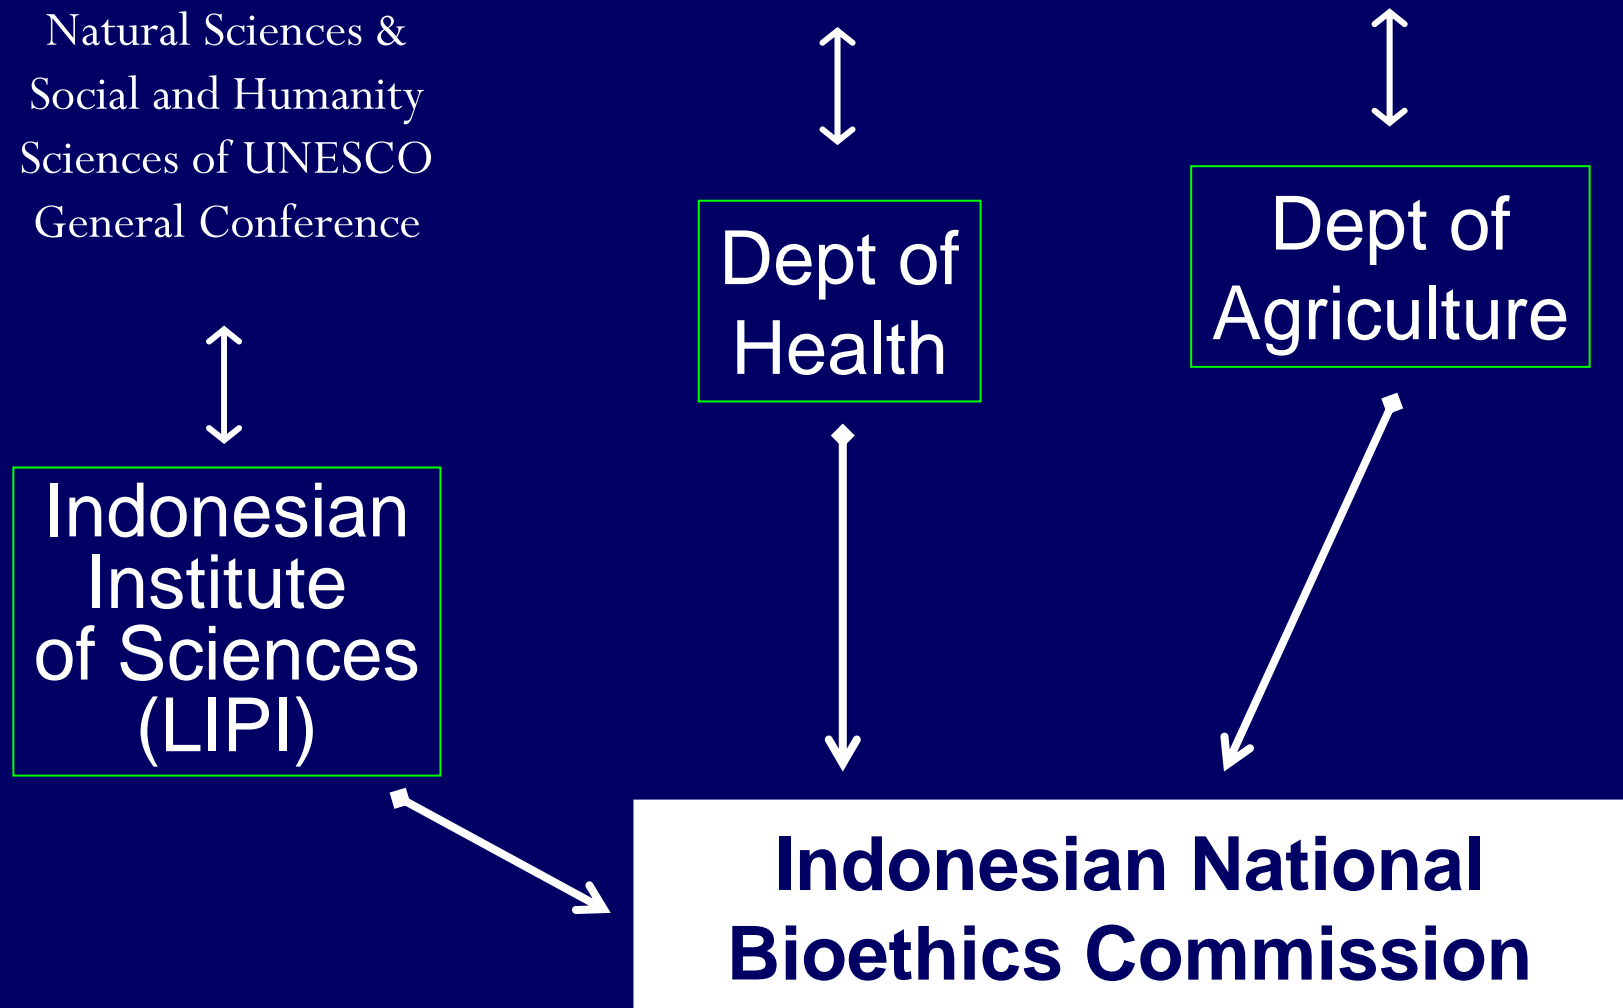 Natural Sciences &
Social and Humanity
Sciences of UNESCO
General Conference
Dept of
Health
Dept of
Agriculture
Indonesian
Institute
of Sciences
(LIPI)
Indonesian National
Bioethics Commission